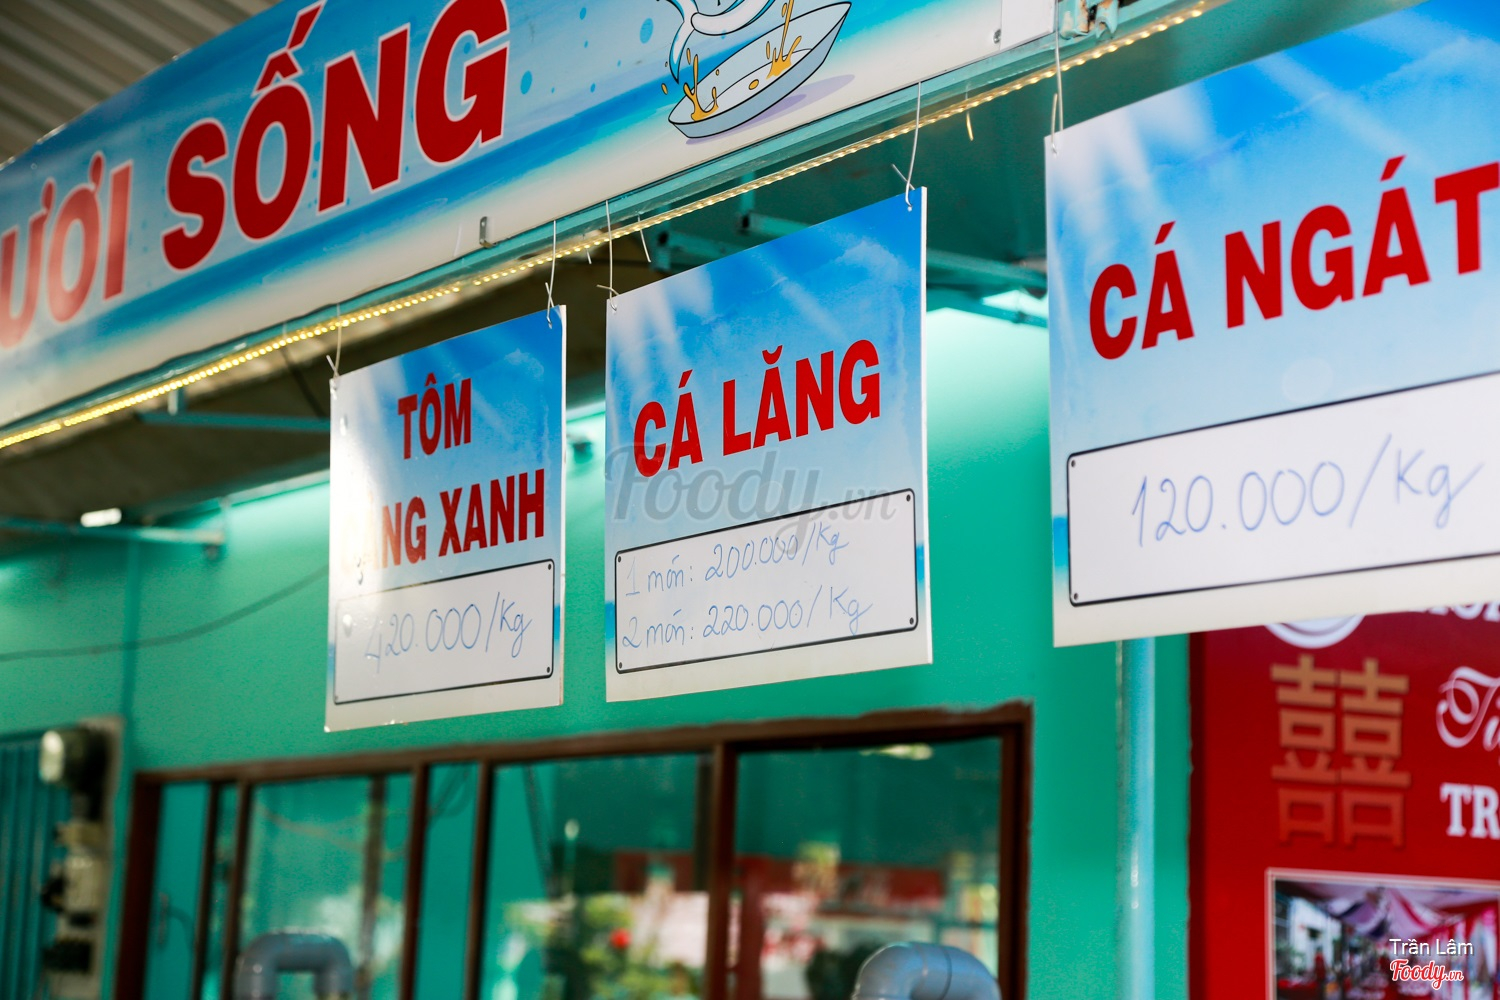 ƯƠI SỐNG
TÔM
NG XANH
420.000/Kg
CÁ LĂNG
1 món: 200.000/Kg
2 món: 220.000/Kg
CÁ NGÁT
120.000/Kg
Foody.vn
囍
TR
Trần Lâm
Foody.vn